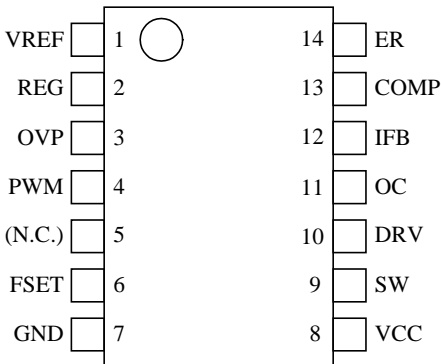 VREF 1 14 ER
REG 2 13 COMP
OVP 3 12 IFB
PWM 4 11 OC
(N.C.) 5 10 DRV
FSET 6 9 SW
GND 7 8 VCC